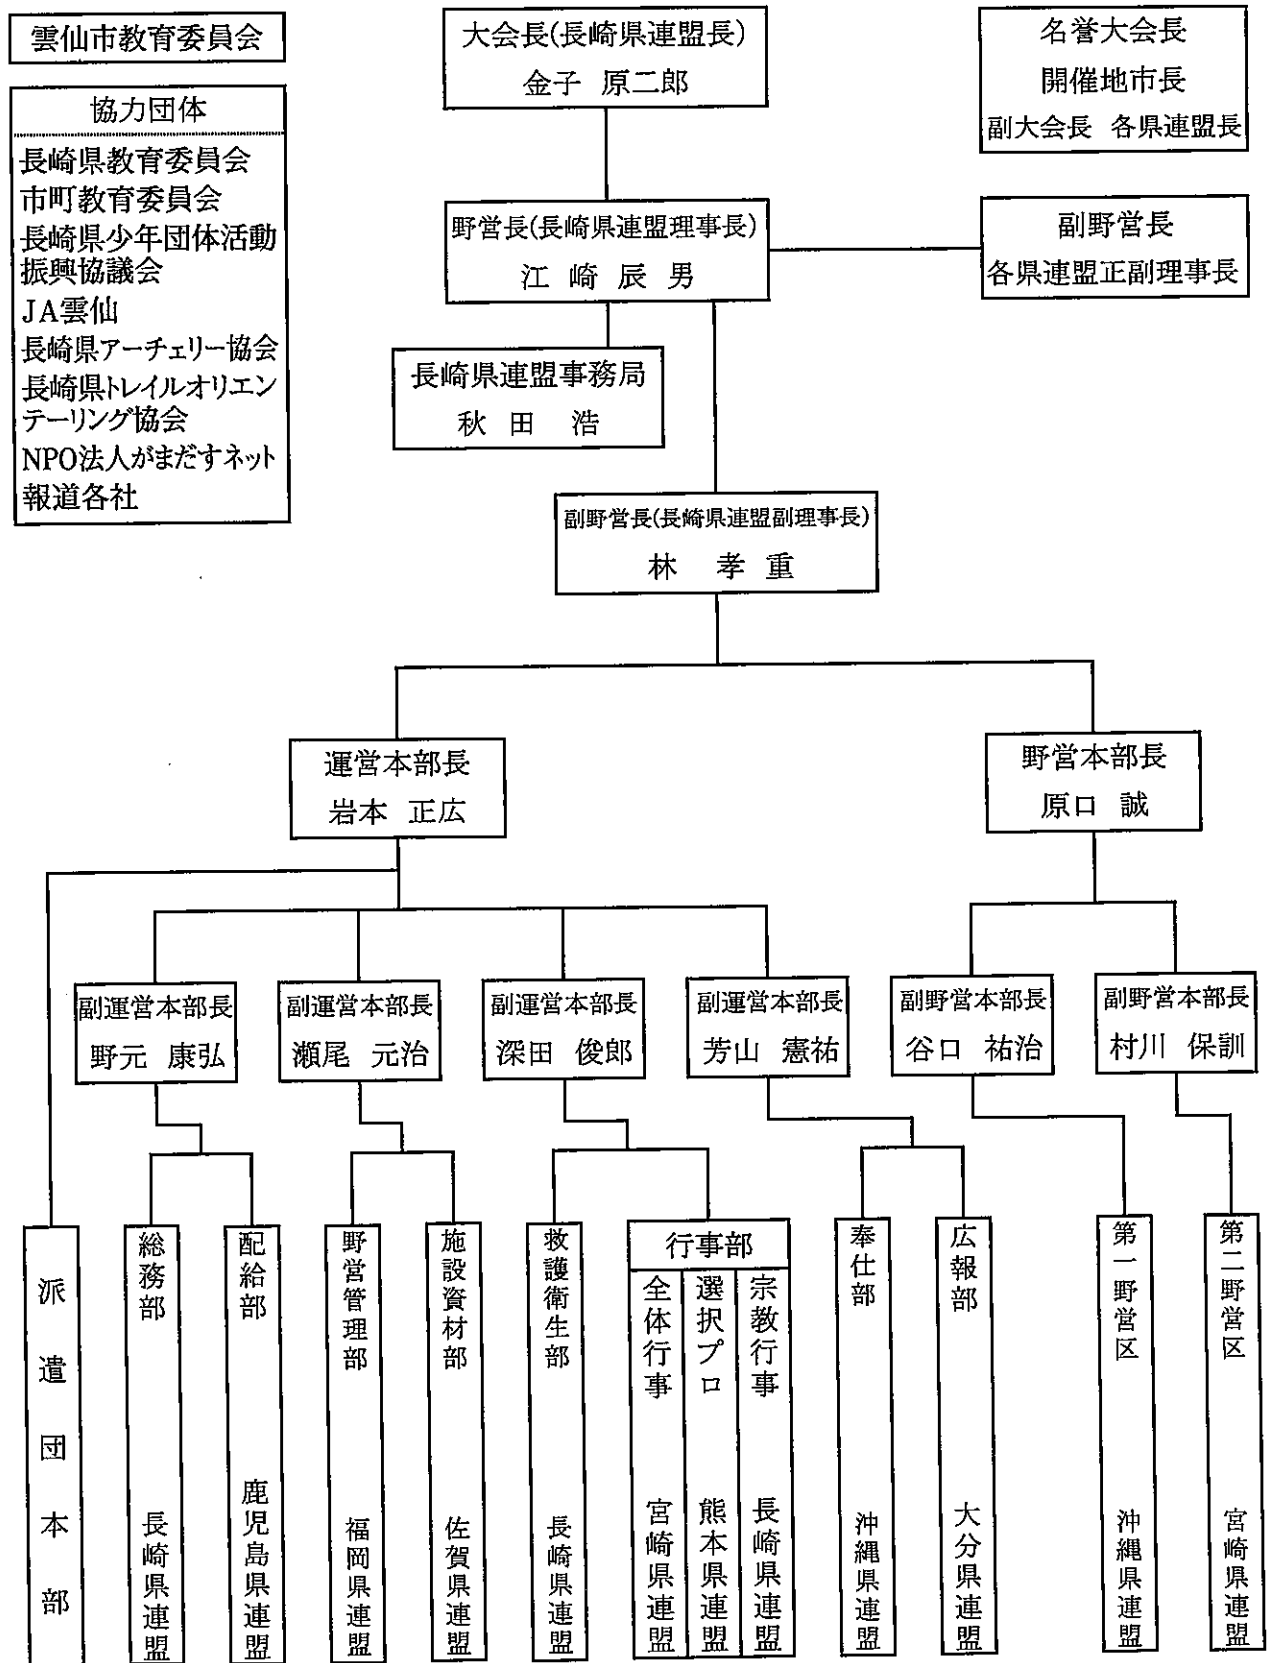 雲仙市教育委員会
協力団体
長崎県教育委員会
市町教育委員会
長崎県少年団体活動
振興協議会
JA雲仙
長崎県アーチェリー協会
長崎県トレイルオリエン
テーリング協会
NPO法人がまだすネット
報道各社
大会長(長崎県連盟長)
金子 原二郎
名誉大会長
開催地市長
副大会長 各県連盟長
野営長(長崎県連盟理事長)
江崎辰男
副野営長
各県連盟正副理事長
長崎県連盟事務局
秋田 浩
副野営長(長崎県連盟副理事長)
林 孝重
運営本部長
岩本 正広
野営本部長
原口 誠
副運営本部長
野元 康弘
副運営本部長
瀬尾 元治
副運営本部長
深田 俊郎
副運営本部長
芳山 憲祐
副野営本部長
谷口 祐治
副野営本部長
村川 保訓
派遣団本部
総務部 長崎県連盟
配給部 鹿児島県連盟
野営管理部 福岡県連盟
施設資材部 佐賀県連盟
救護衛生部 長崎県連盟
行事部
全体行事 宮崎県連盟
選択プロ 熊本県連盟
宗教行事 長崎県連盟
奉仕部 沖縄県連盟
広報部 大分県連盟
第一野営区 沖縄県連盟
第二野営区 宮崎県連盟